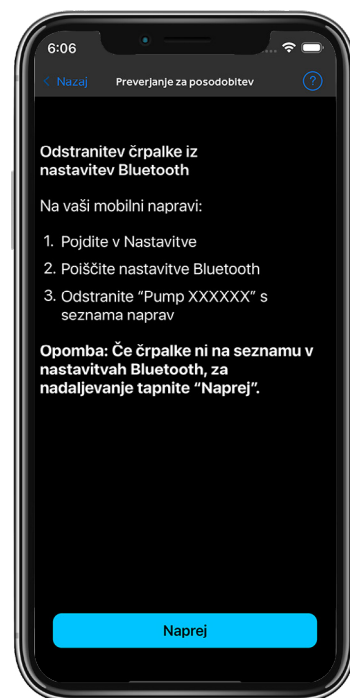 6:06
Nazaj
Preverjanje za posodobitev
?
Odstranitev črpalke iz
nastavitev Bluetooth
Na vaši mobilni napravi:
1. Pojdite v Nastavitve
2. Poiščite nastavitve Bluetooth
3. Odstranite “Pump XXXXXX” s
seznama naprav
Opomba: Če črpalke ni na seznamu v
nastavitvah Bluetooth, za
nadaljevanje tapnite “Naprej”.
Naprej